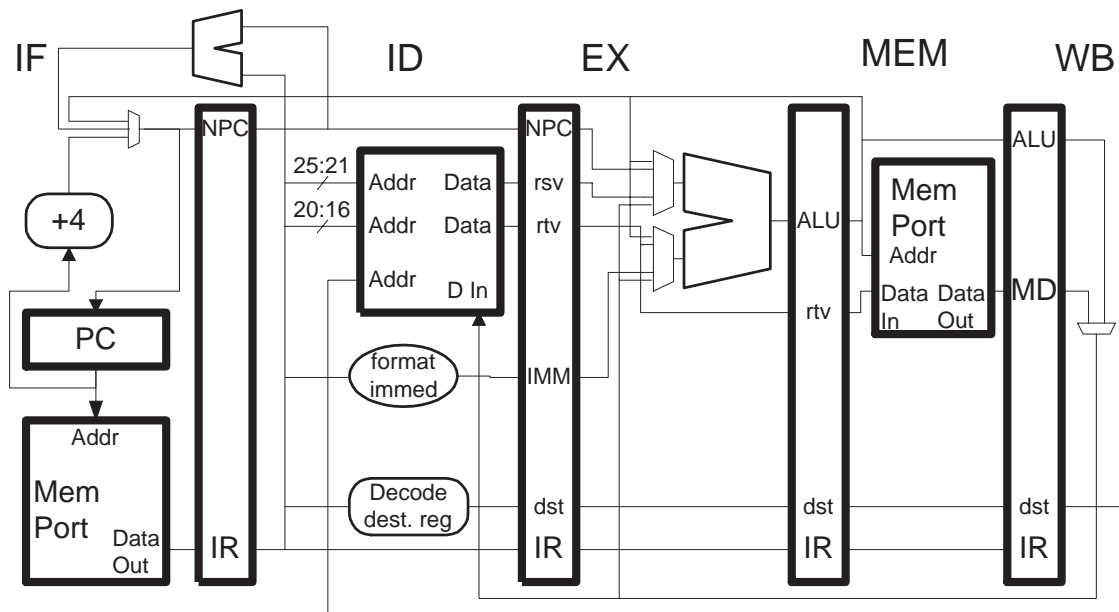 IF
ID
EX
MEM
WB
NPC
NPC
ALU
25:21
Addr
Data
rsv
Mem
Port
20:16
Addr
Data
rtv
ALU
+4
Addr
Addr
D In
MD
Data
In
Data
Out
rtv
PC
format
immed
IMM
Addr
Mem
Port
Decode
dest. reg
dst
dst
dst
Data
Out
IR
IR
IR
IR